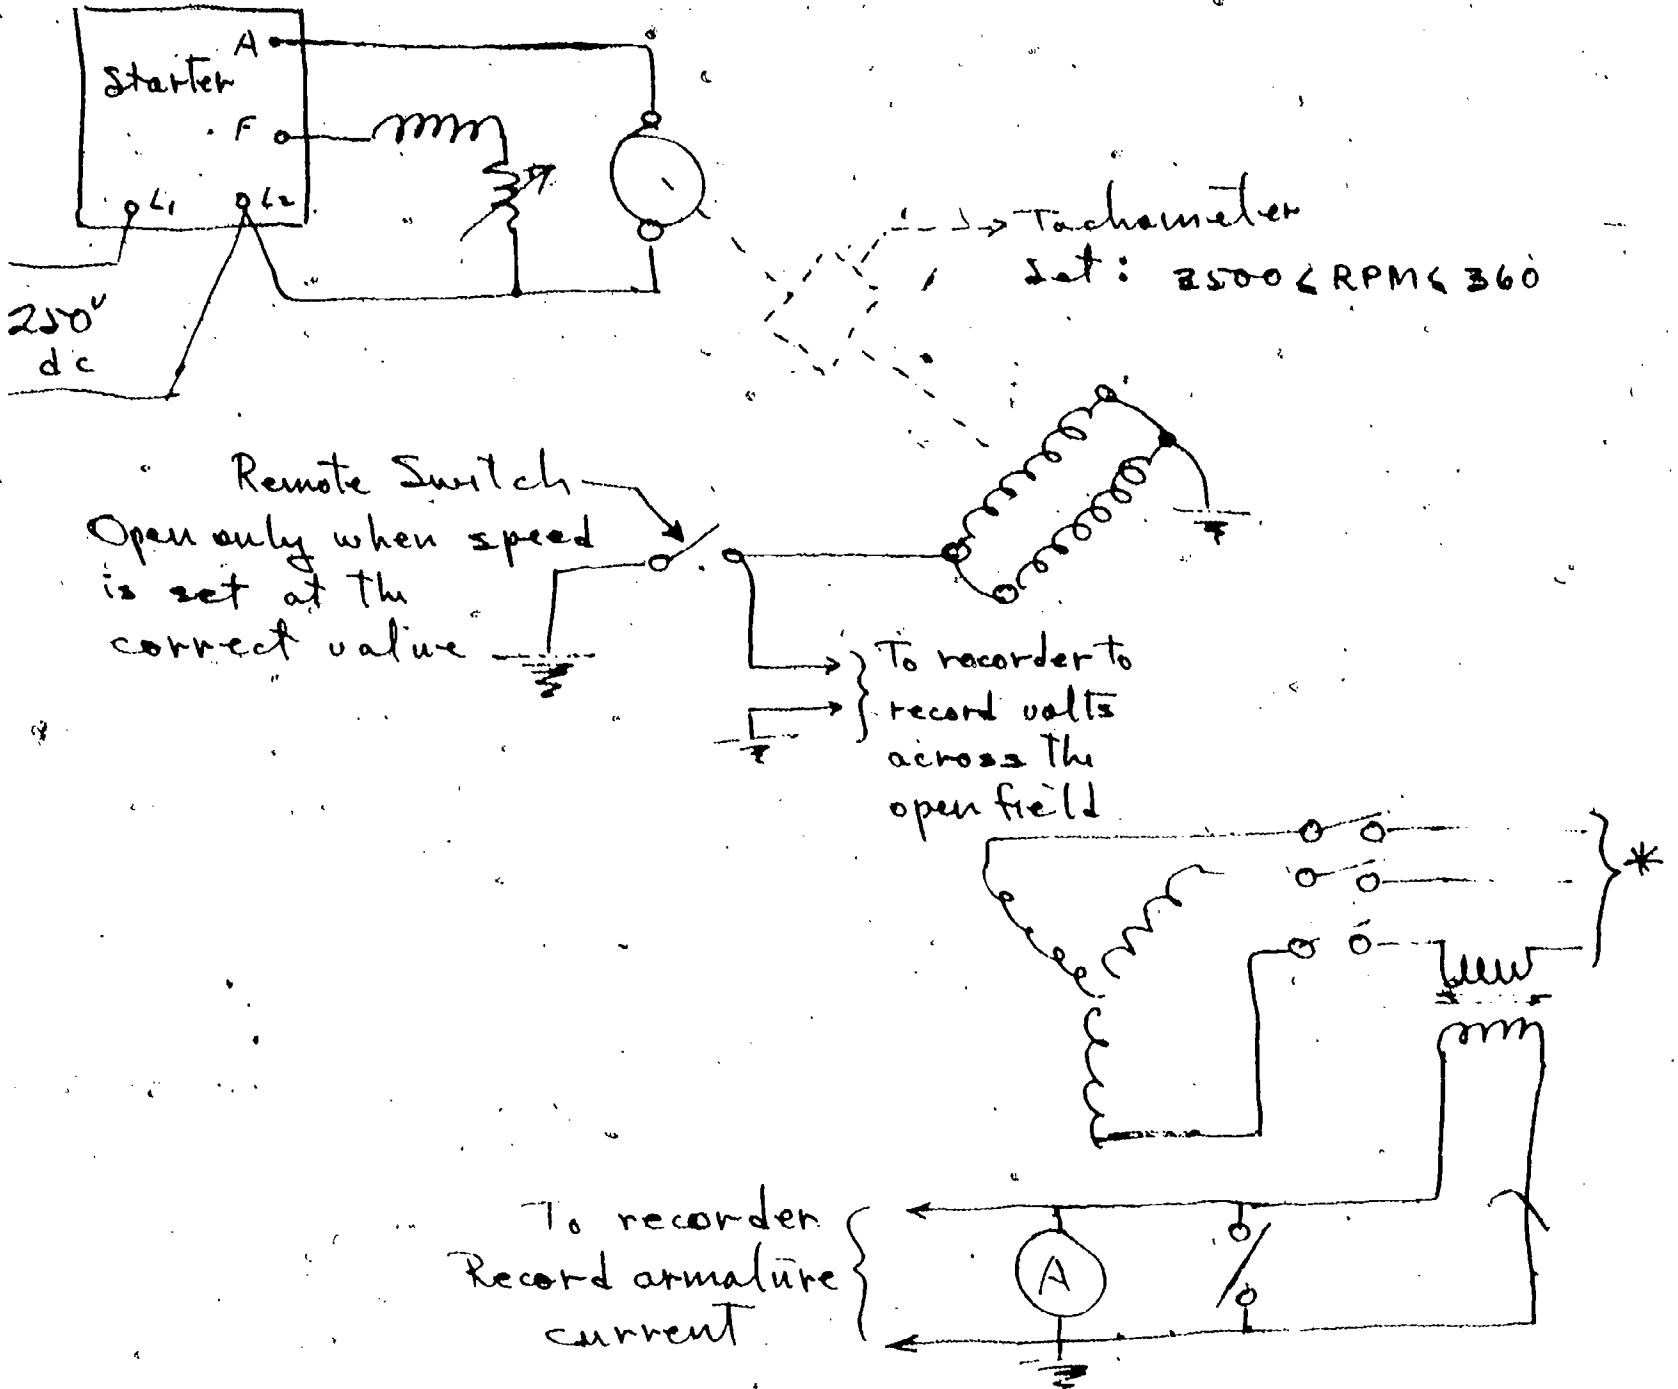 A
Starter
F
L1
L2
250v
dc
Tachometer
Set: 3500 < RPM < 360
Remote Switch
Open only when speed
is set at the
correct value
To recorder to
record volts
across the
open field
*
To recorder
Record armature
current
A